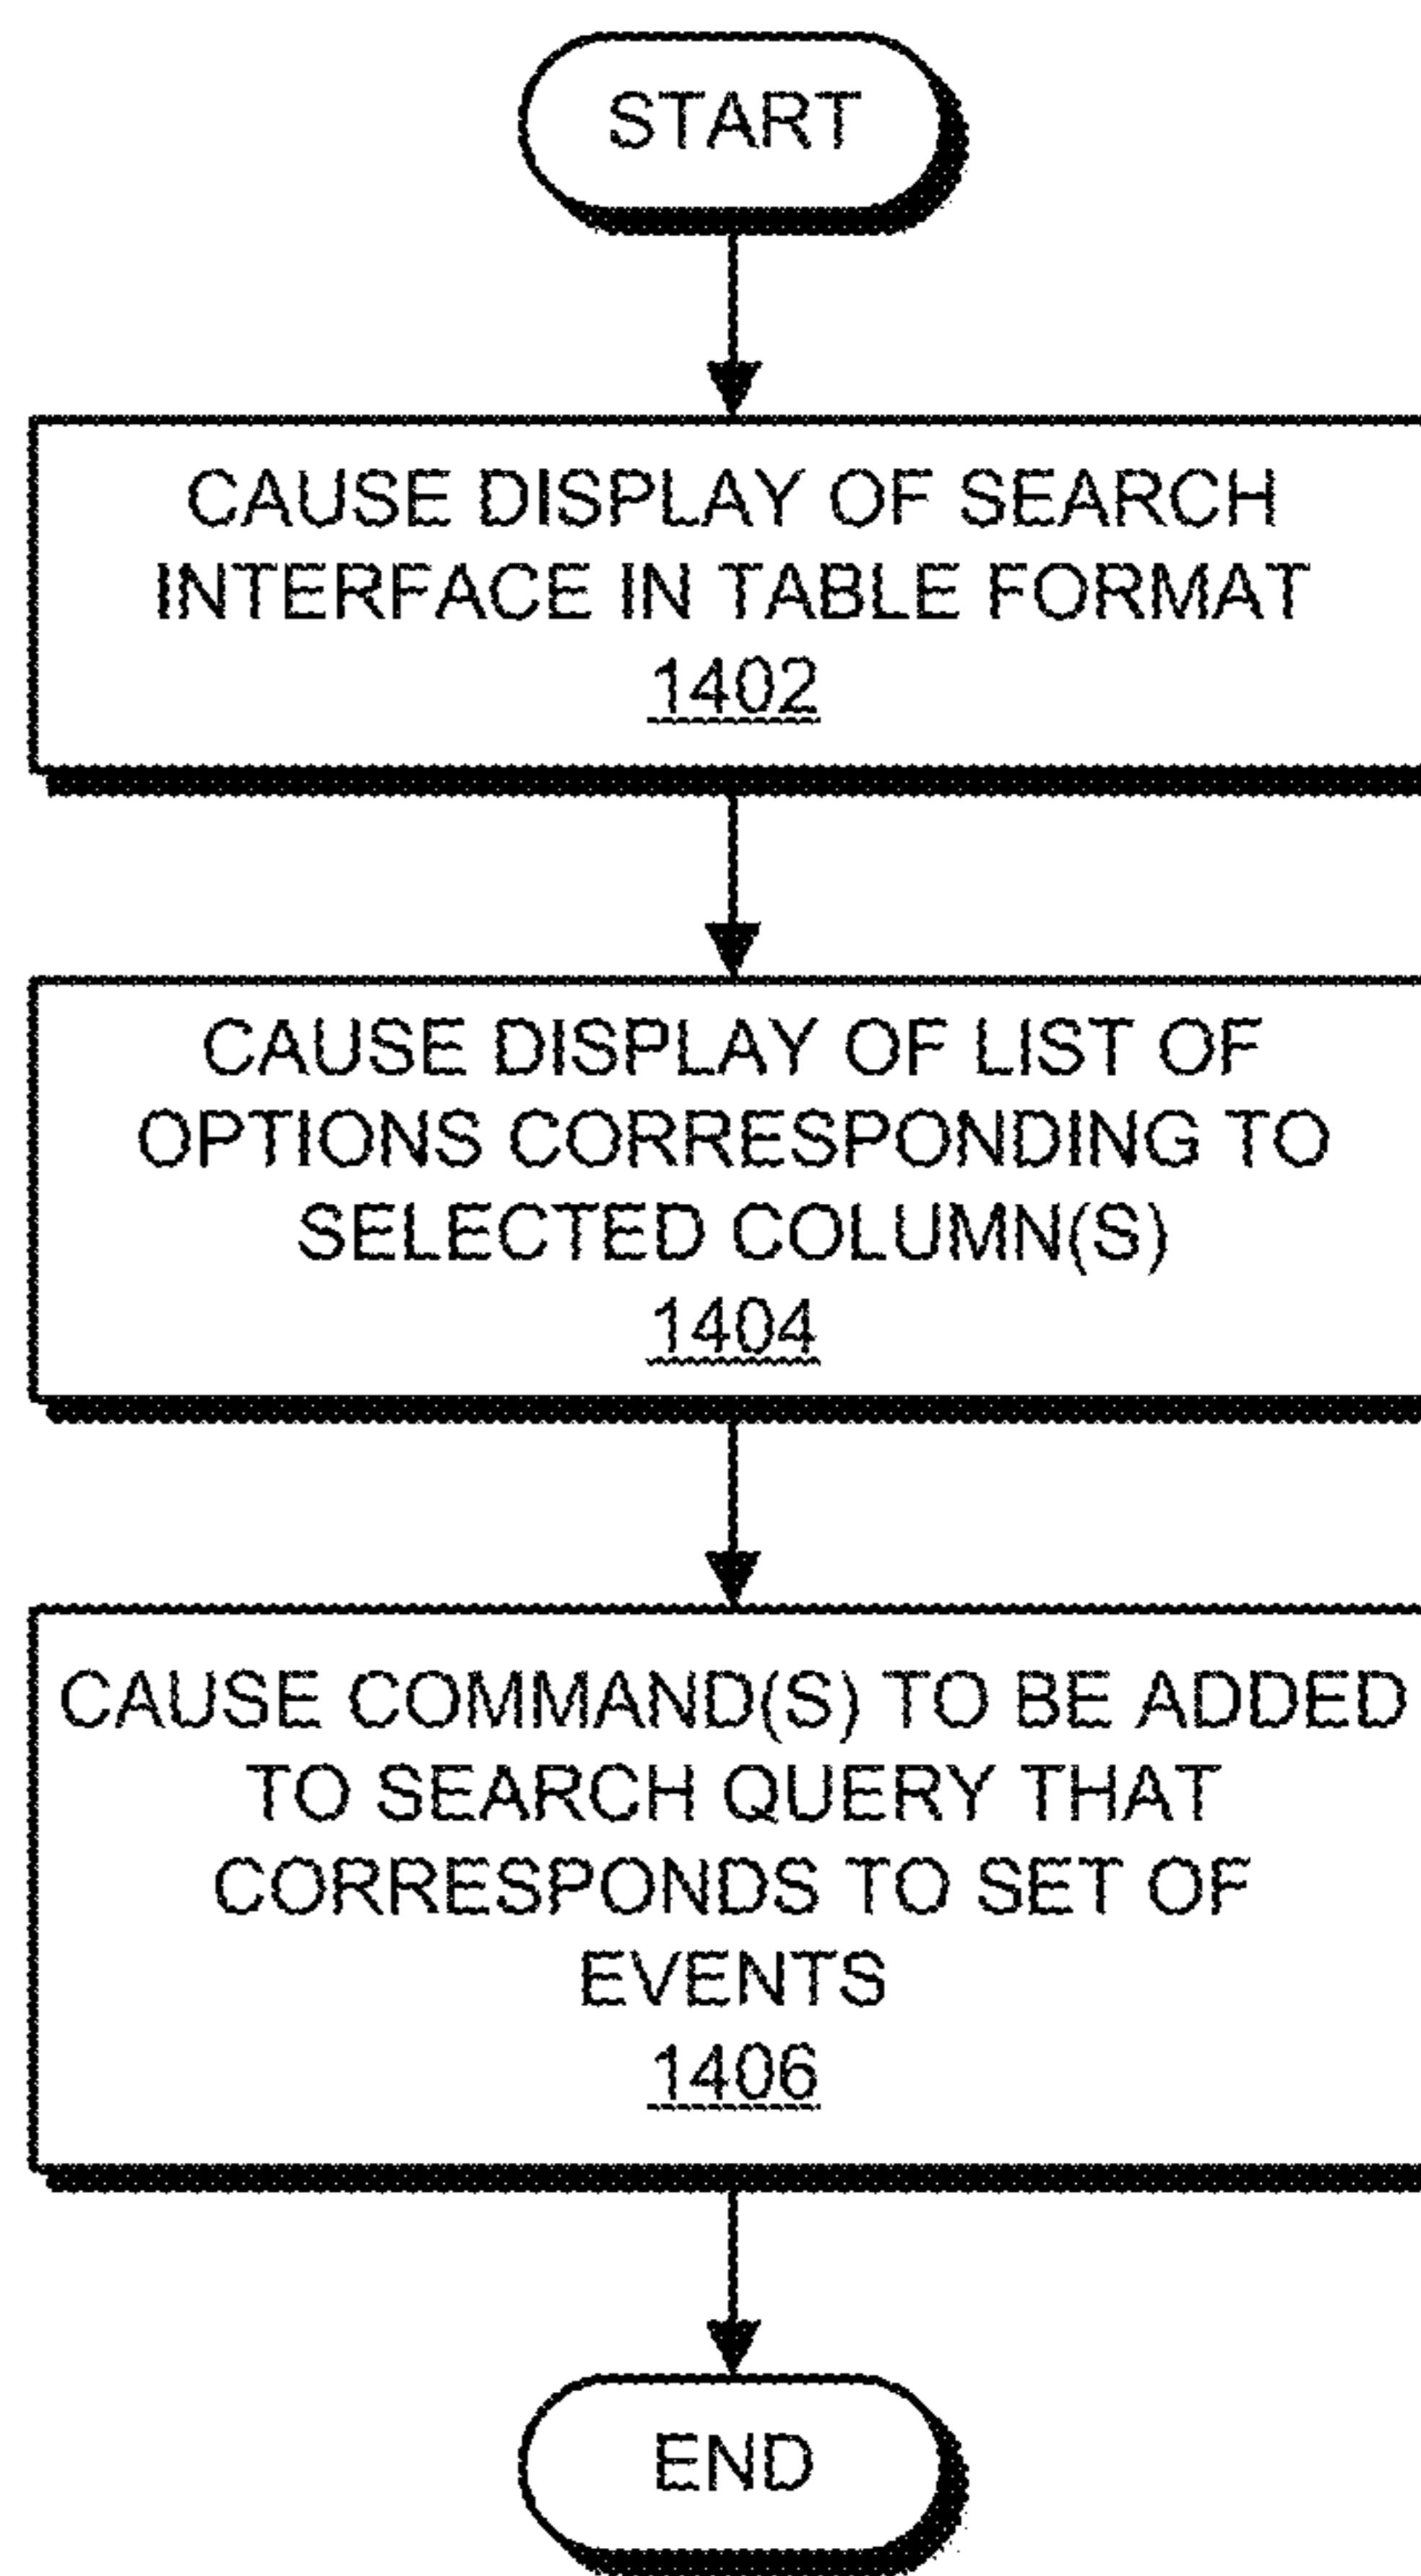 START
CAUSE DISPLAY OF SEARCH
INTERFACE IN TABLE FORMAT
1402
CAUSE DISPLAY OF LIST OF
OPTIONS CORRESPONDING TO
SELECTED COLUMN(S)
1404
CAUSE COMMAND(S) TO BE ADDED
TO SEARCH QUERY THAT
CORRESPONDS TO SET OF
EVENTS
1406
END